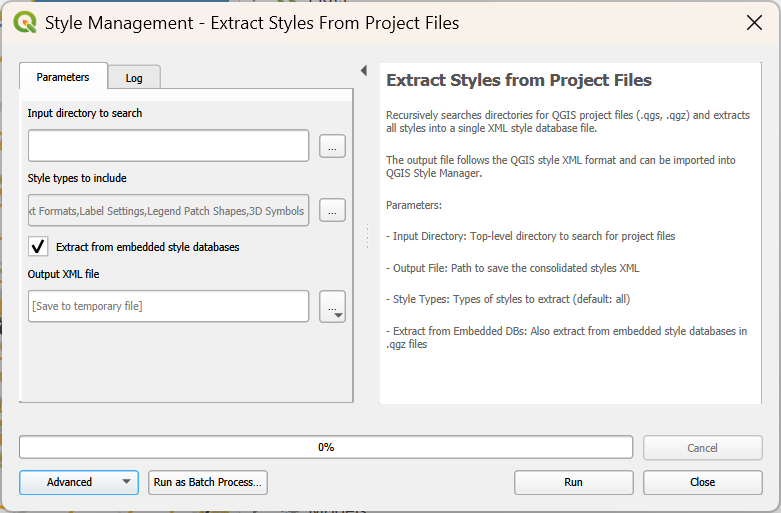 Style Management - Extract Styles From Project Files
Parameters
Log
Input directory to search
...
Style types to include
xt Formats,Label Settings,Legend Patch Shapes,3D Symbols
...
Extract from embedded style databases
Output XML file
[Save to temporary file]
...
Extract Styles from Project Files
Recursively searches directories for QGIS project files (.qgs, .qgz) and extracts
all styles into a single XML style database file.
The output file follows the QGIS style XML format and can be imported into
QGIS Style Manager.
Parameters:
- Input Directory: Top-level directory to search for project files
- Output File: Path to save the consolidated styles XML
- Style Types: Types of styles to extract (default: all)
- Extract from Embedded DBs: Also extract from embedded style databases in
.qgz files
0%
Cancel
Advanced
Run as Batch Process...
Run
Close